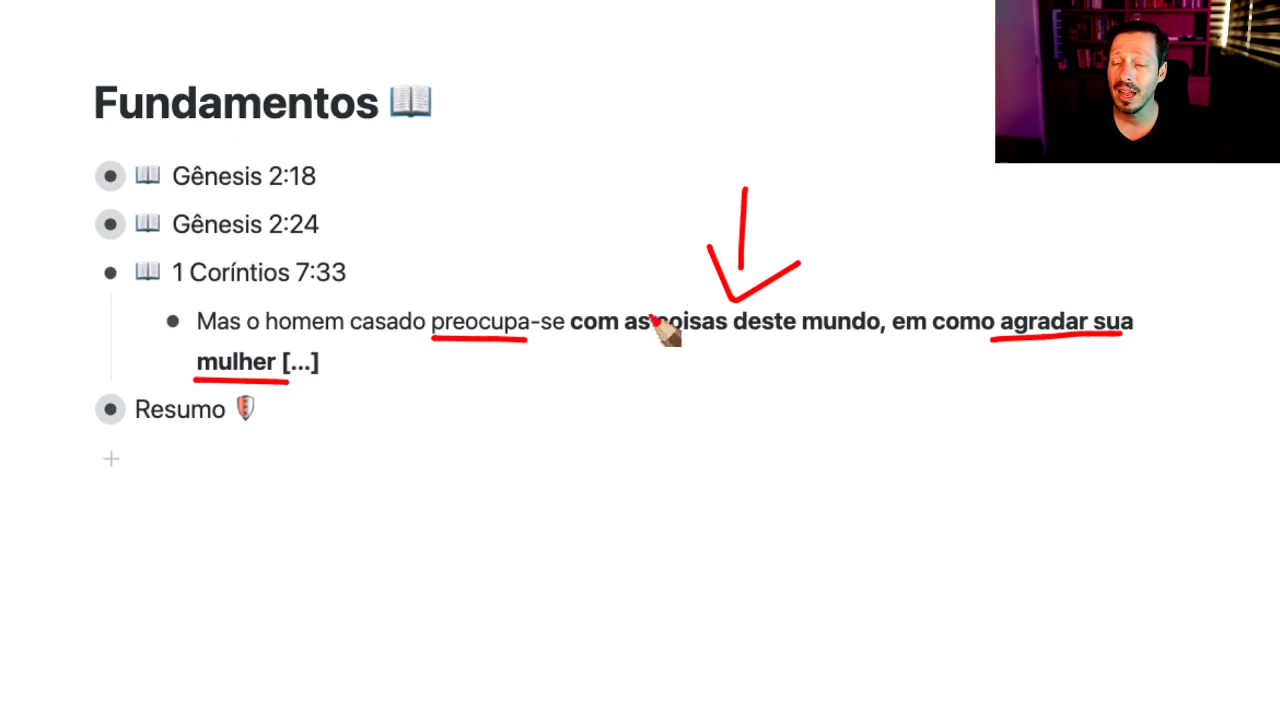 Fundamentos 📖
📖 Gênesis 2:18
📖 Gênesis 2:24
📖 1 Coríntios 7:33
Mas o homem casado preocupa-se com as coisas deste mundo, em como agradar sua
mulher [...]
Resumo